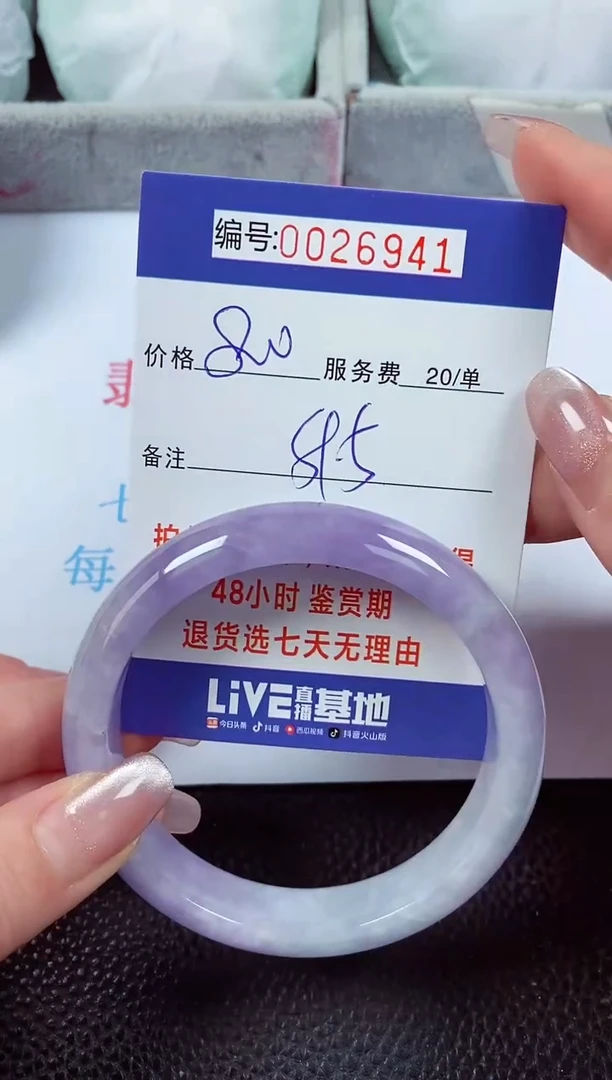 编号:0026941
价格 800 服务费 20/单
备注
48小时 鉴赏期
退货选七天无理由
LiVE直播基地
今日头条 抖音 西瓜视频 抖音火山版
每